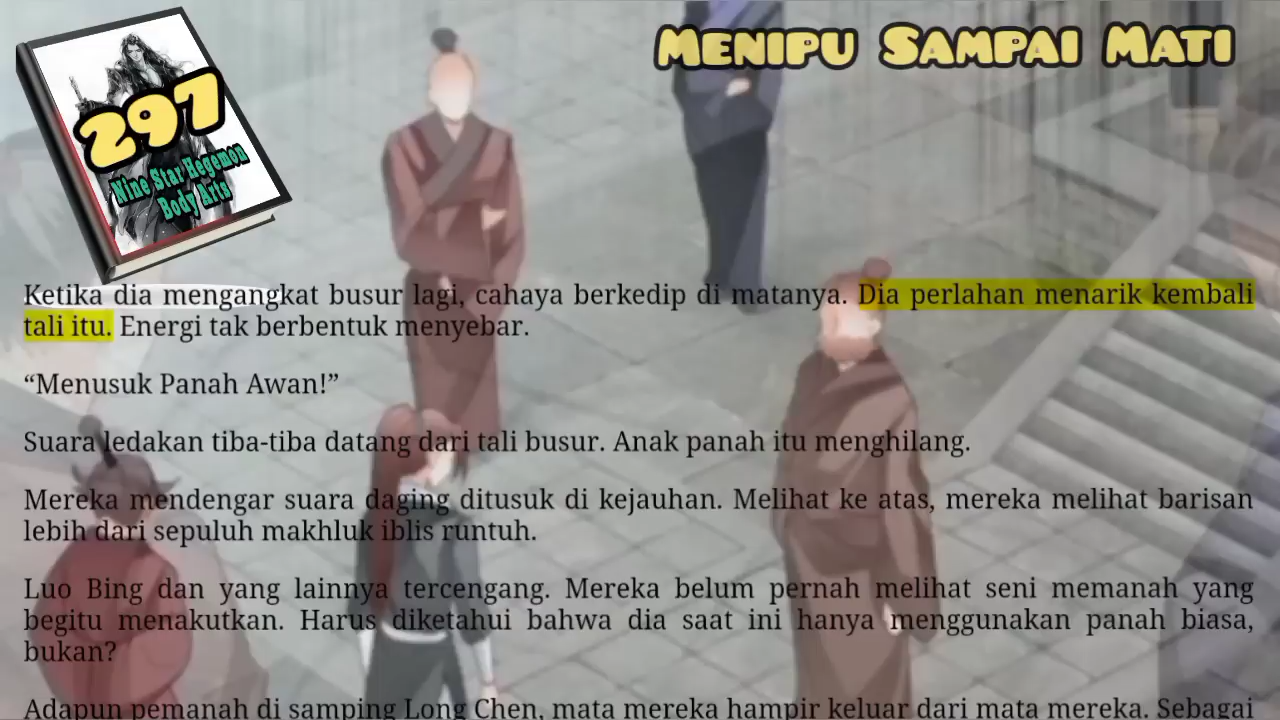 297
Nine Star Hegemon
Body Arts
Menipu Sampai Mati
Ketika dia mengangkat busur lagi, cahaya berkedip di matanya. Dia perlahan menarik kembali
tali itu. Energi tak berbentuk menyebar.
“Menusuk Panah Awan!”
Suara ledakan tiba-tiba datang dari tali busur. Anak panah itu menghilang.
Mereka mendengar suara daging ditusuk di kejauhan. Melihat ke atas, mereka melihat barisan
lebih dari sepuluh makhluk iblis runtuh.
Luo Bing dan yang lainnya tercengang. Mereka belum pernah melihat seni memanah yang
begitu menakutkan. Harus diketahui bahwa dia saat ini hanya menggunakan panah biasa,
bukan?
Adapun pemanah di samping Long Chen, mata mereka hampir keluar dari mata mereka. Sebagai